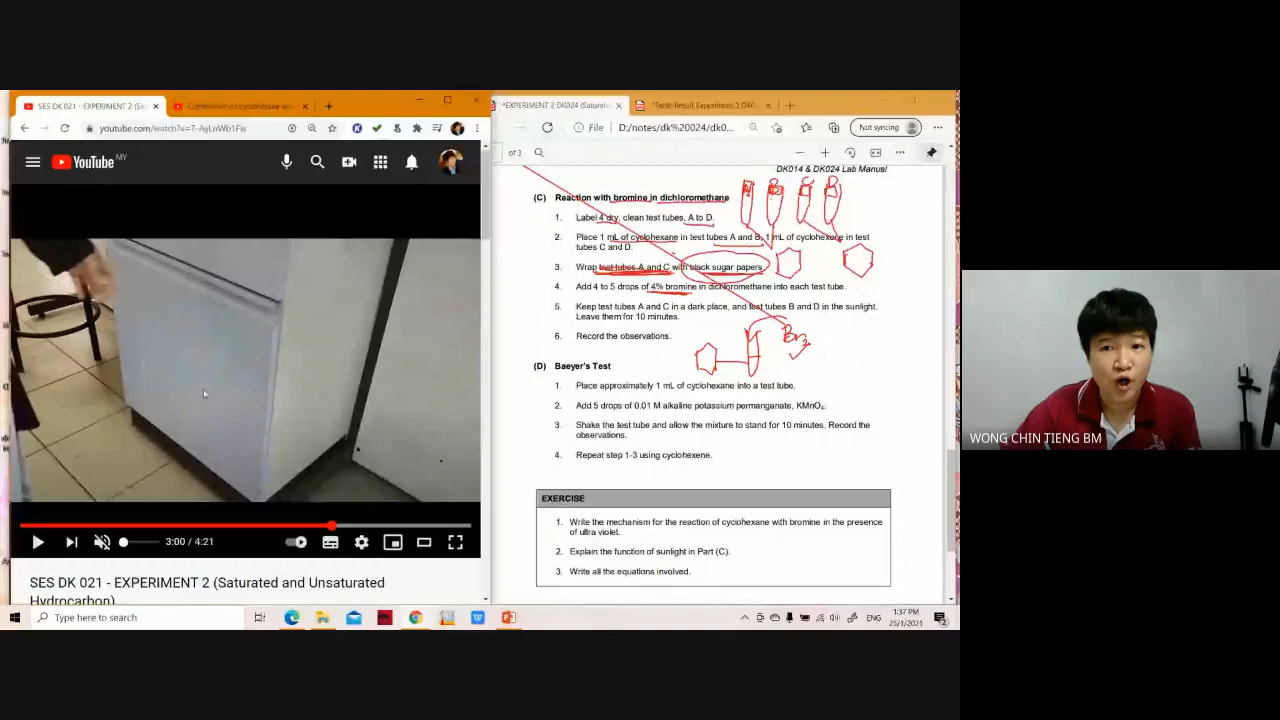 SES DK 021 - EXPERIMENT 2 (Sa
Combustion of cyclohexane
youtube.com/watch?v=7-AyLnWb1Fw
YouTube MY
3:00 / 4:21
SES DK 021 - EXPERIMENT 2 (Saturated and Unsaturated
Hydrocarbon)
*EXPERIMENT 2 DK024 (Satura
*Table Result Experiment 2 DK0
File
D:/notes/dk%20024/dk0...
Not syncing
of 3
DK014 & DK024 Lab Manual
(C) Reaction with bromine in dichloromethane
1. Label 4 dry, clean test tubes, A to D.
2. Place 1 mL of cyclohexane in test tubes A and B, 1 mL of cyclohexene in test
tubes C and D.
3. Wrap test tubes A and C with black sugar papers.
4. Add 4 to 5 drops of 4% bromine in dichloromethane into each test tube.
5. Keep test tubes A and C in a dark place, and test tubes B and D in the sunlight.
Leave them for 10 minutes.
6. Record the observations.
Br₂
(D) Baeyer's Test
1. Place approximately 1 mL of cyclohexane into a test tube.
2. Add 5 drops of 0.01 M alkaline potassium permanganate, KMnO₄.
3. Shake the test tube and allow the mixture to stand for 10 minutes. Record the
observations.
4. Repeat step 1-3 using cyclohexene.
EXERCISE
1. Write the mechanism for the reaction of cyclohexane with bromine in the presence
of ultra violet.
2. Explain the function of sunlight in Part (C).
3. Write all the equations involved.
WONG CHIN TIENG BM
Type here to search
ENG
1:37 PM
25/1/2021